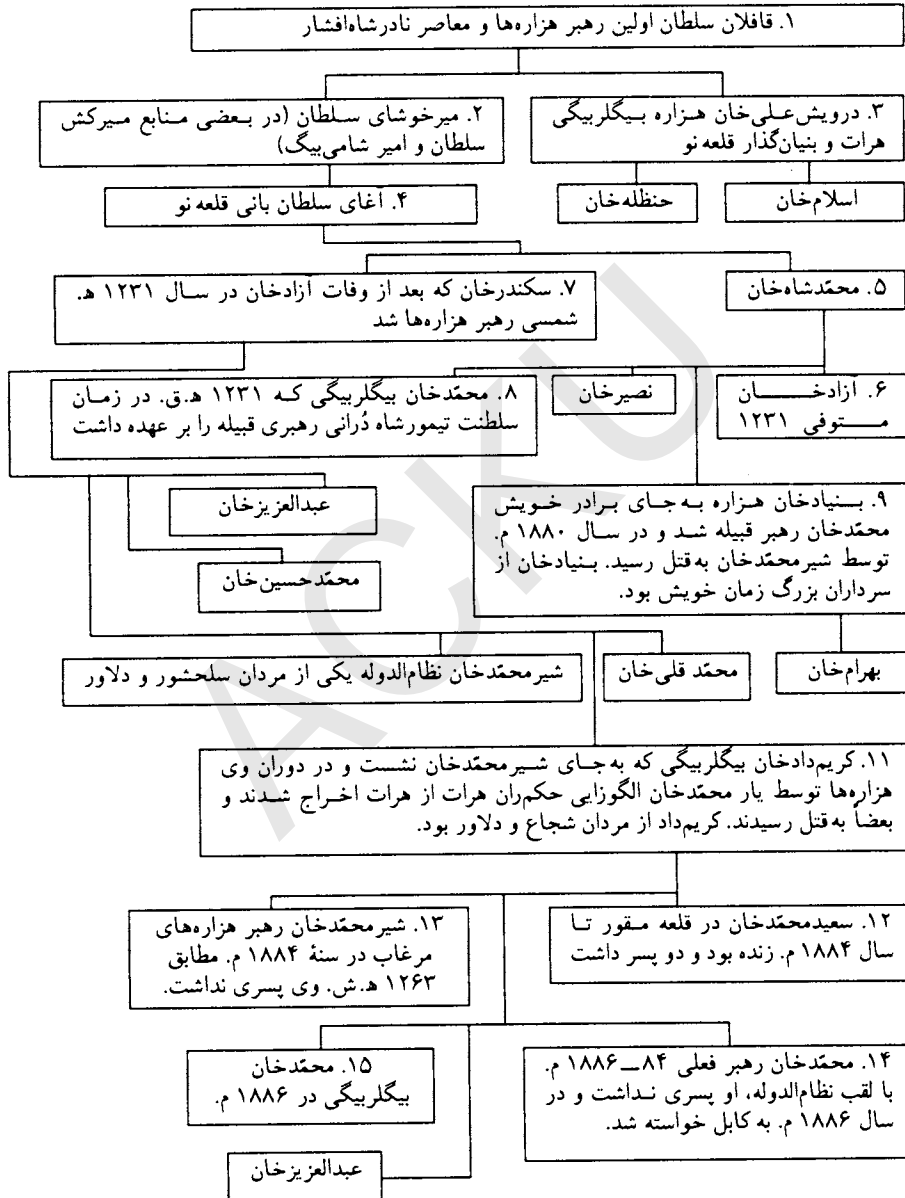 ۱. قافلان سلطان اولین رهبر هزاره‌ها و معاصر نادرشاه‌افشار
۳. درویش‌علی‌خان هزاره بیگلربیگی
هرات و بنیان‌گذار قلعه نو
۲. میرخوشای سلطان (در بعضی منابع میرکش
سلطان و امیر شامی‌بیگ)
اسلام‌خان
حنظله‌خان
۴. آغای سلطان بانی قلعه نو
۵. محمّدشاه‌خان
۷. سکندرخان که بعد از وفات آزادخان در سال ۱۲۳۱ ه‍.
شمسی رهبر هزاره‌ها شد
۶. آزادخان
متوفی ۱۲۳۱
نصیرخان
۸. محمّدخان بیگلربیگی که ۱۲۳۱ ه‍.ق. در زمان
سلطنت تیمورشاه دُرانی رهبری قبیله را بر عهده داشت
۹. بنیادخان هزاره به‌جای برادر خویش
محمّدخان رهبر قبیله شد و در سال ۱۸۸۰ م.
توسط شیرمحمّدخان به‌قتل رسید. بنیادخان از
سرداران بزرگ زمان خویش بود.
عبدالعزیزخان
محمّدحسین‌خان
بهرام‌خان
محمّد قلی‌خان
شیرمحمّدخان نظام‌الدوله یکی از مردان سلحشور و دلاور
۱۱. کریم‌دادخان بیگلربیگی که به‌جای شیرمحمّدخان نشست و در دوران وی
هزاره‌ها توسط یار محمّدخان الگوزایی حکم‌ران هرات از هرات اخراج شدند و
بعضاً به‌قتل رسیدند. کریم‌داد از مردان شجاع و دلاور بود.
۱۲. سعیدمحمّدخان در قلعه مقور تا
سال ۱۸۸۴ م. زنده بود و دو پسر داشت
۱۳. شیرمحمّدخان رهبر هزاره‌های
مرغاب در سنهٔ ۱۸۸۴ م. مطابق
۱۲۶۳ ه‍.ش. وی پسری نداشت.
۱۴. محمّدخان رهبر فعلی ۸۴ــ۱۸۸۶ م.
با لقب نظام‌الدوله، او پسری نداشت و در
سال ۱۸۸۶ م. به کابل خواسته شد.
۱۵. محمّدخان
بیگلربیگی در ۱۸۸۶ م.
عبدالعزیزخان
ACKU